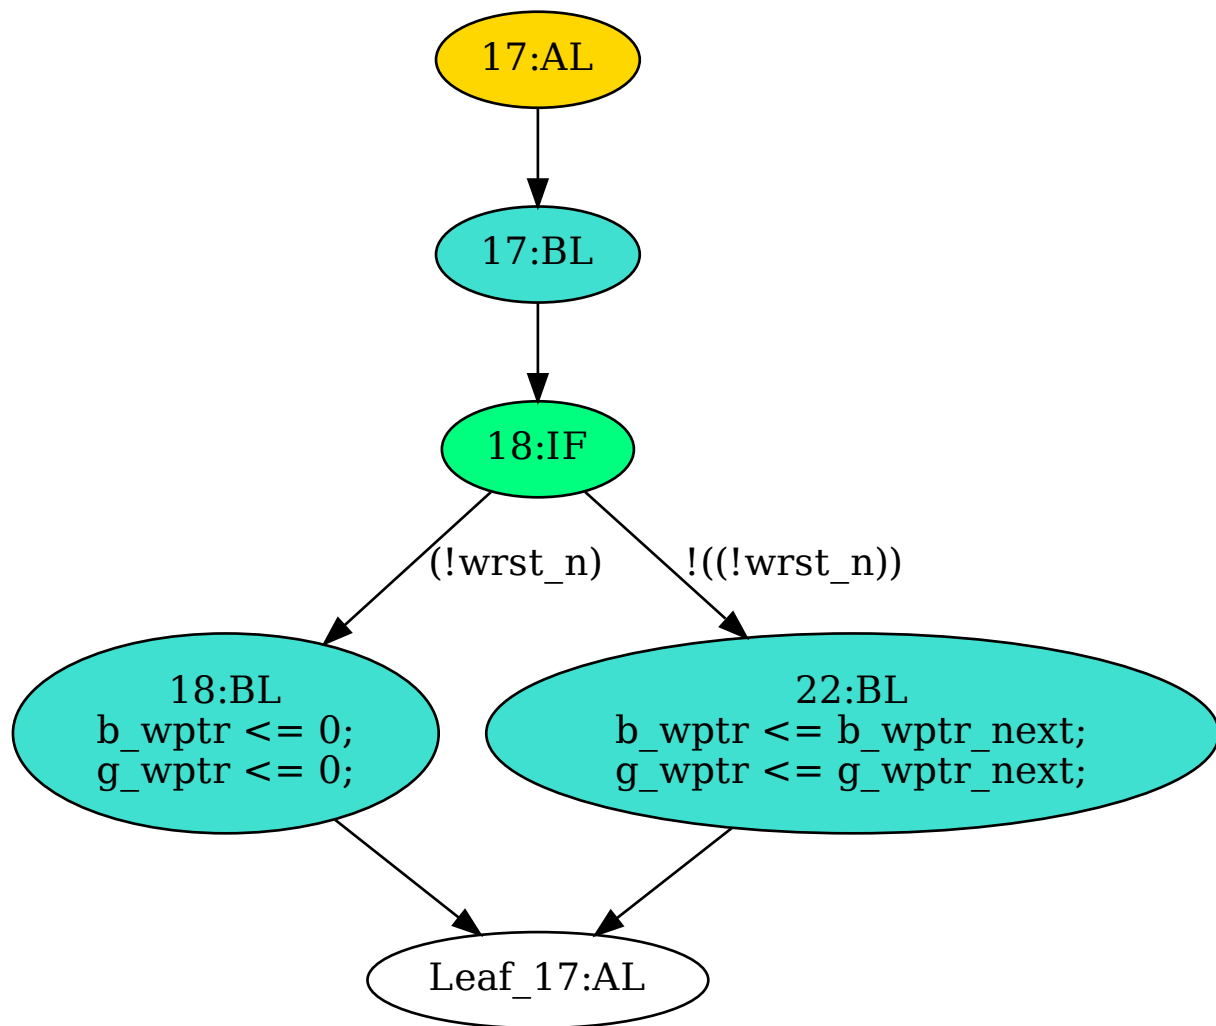 17:AL
17:BL
18:IF
(!wrst_n)
!((!wrst_n))
18:BL
b_wptr <= 0;
g_wptr <= 0;
22:BL
b_wptr <= b_wptr_next;
g_wptr <= g_wptr_next;
Leaf_17:AL